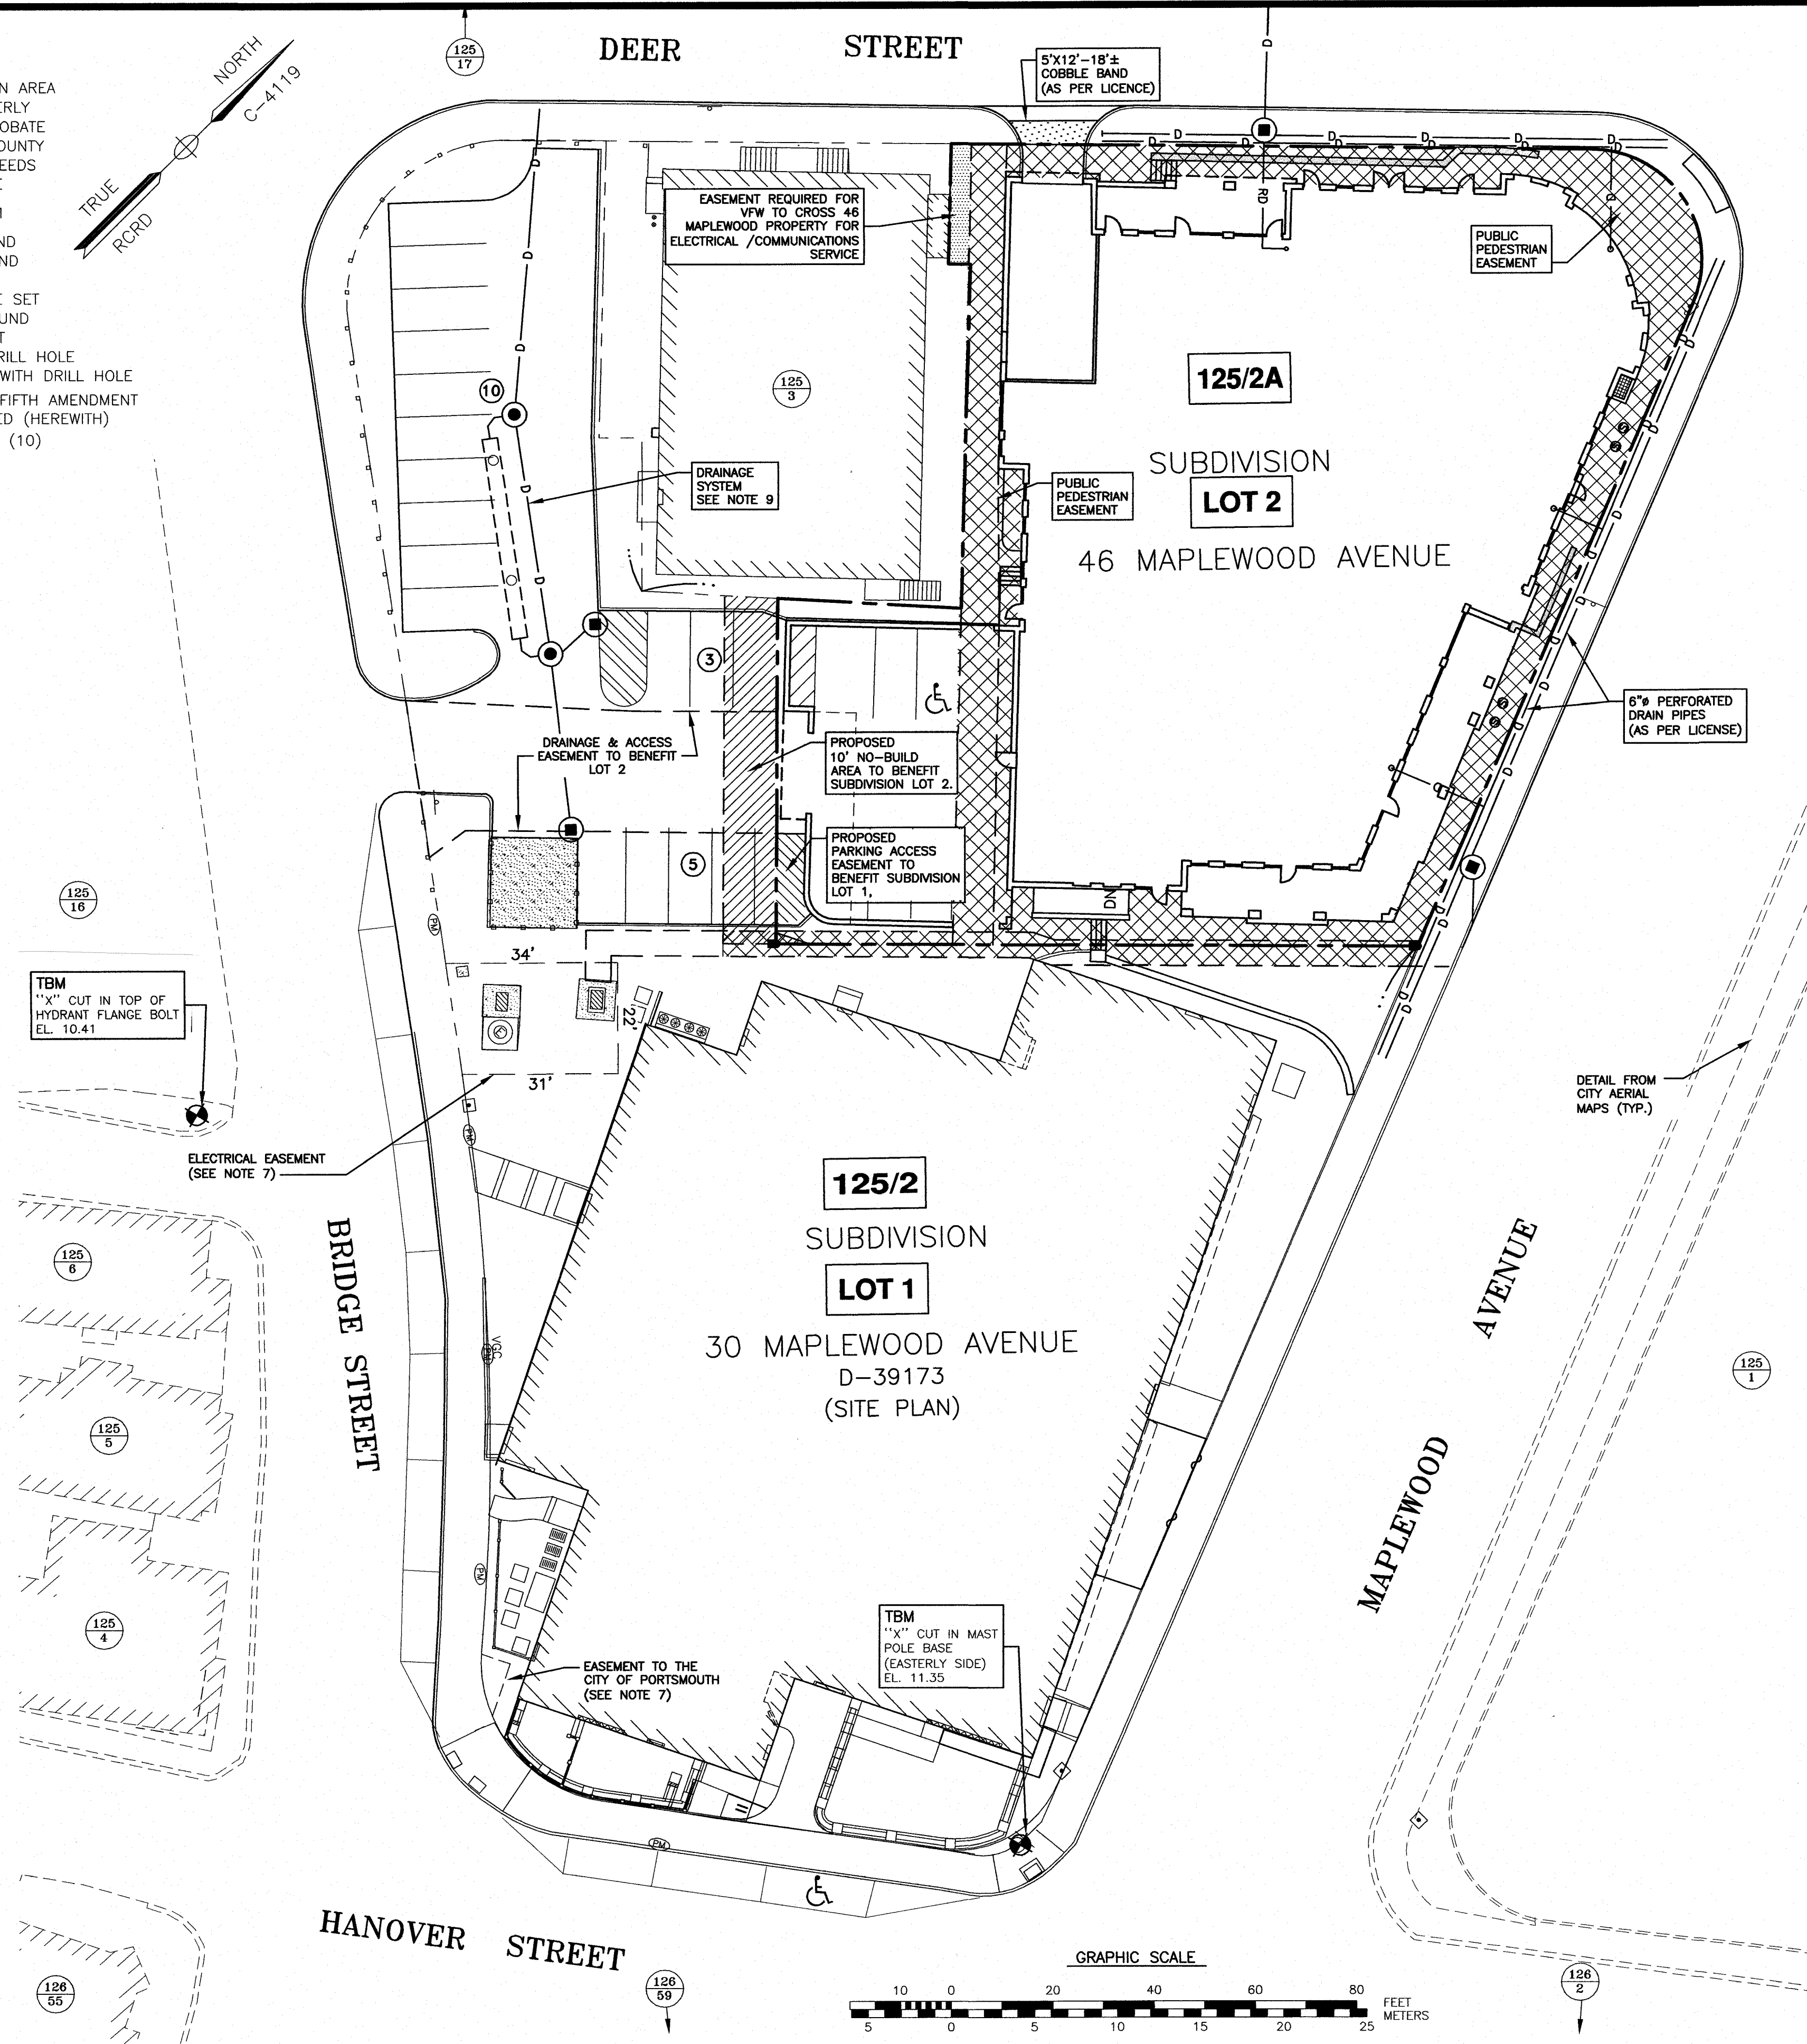 DEER STREET
125
17
NORTH
C-4119
TRUE
RCRD
N AREA
ERLY
OBATE
OUNTY
EEDS
ND
ND
E SET
UND
T
RILL HOLE
WITH DRILL HOLE
FIFTH AMENDMENT
ED (HEREWITH)
(10)
5'X12'-18'±
COBBLE BAND
(AS PER LICENCE)
D
D
D
D
D
D
D
RD
EASEMENT REQUIRED FOR
VFW TO CROSS 46
MAPLEWOOD PROPERTY FOR
ELECTRICAL /COMMUNICATIONS
SERVICE
PUBLIC
PEDESTRIAN
EASEMENT
125
3
10
125/2A
SUBDIVISION
LOT 2
46 MAPLEWOOD AVENUE
DRAINAGE
SYSTEM
SEE NOTE 9
PUBLIC
PEDESTRIAN
EASEMENT
3
6"ø PERFORATED
DRAIN PIPES
(AS PER LICENSE)
DRAINAGE & ACCESS
EASEMENT TO BENEFIT
LOT 2
PROPOSED
10' NO-BUILD
AREA TO BENEFIT
SUBDIVISION LOT 2.
PROPOSED
PARKING ACCESS
EASEMENT TO
BENEFIT SUBDIVISION
LOT 1,
5
DN
125
16
PM
34'
22'
31'
TBM
"X" CUT IN TOP OF
HYDRANT FLANGE BOLT
EL. 10.41
DETAIL FROM
CITY AERIAL
MAPS (TYP.)
PM
ELECTRICAL EASEMENT
(SEE NOTE 7)
125/2
SUBDIVISION
LOT 1
30 MAPLEWOOD AVENUE
D-39173
(SITE PLAN)
125
6
BRIDGE STREET
VGC
PM
MAPLEWOOD AVENUE
125
1
125
5
PM
125
4
TBM
"X" CUT IN MAST
POLE BASE
(EASTERLY SIDE)
EL. 11.35
EASEMENT TO THE
CITY OF PORTSMOUTH
(SEE NOTE 7)
PM
HANOVER STREET
126
55
126
59
126
2
GRAPHIC SCALE
10 0 20 40 60 80
FEET
METERS
5 0 5 10 15 20 25